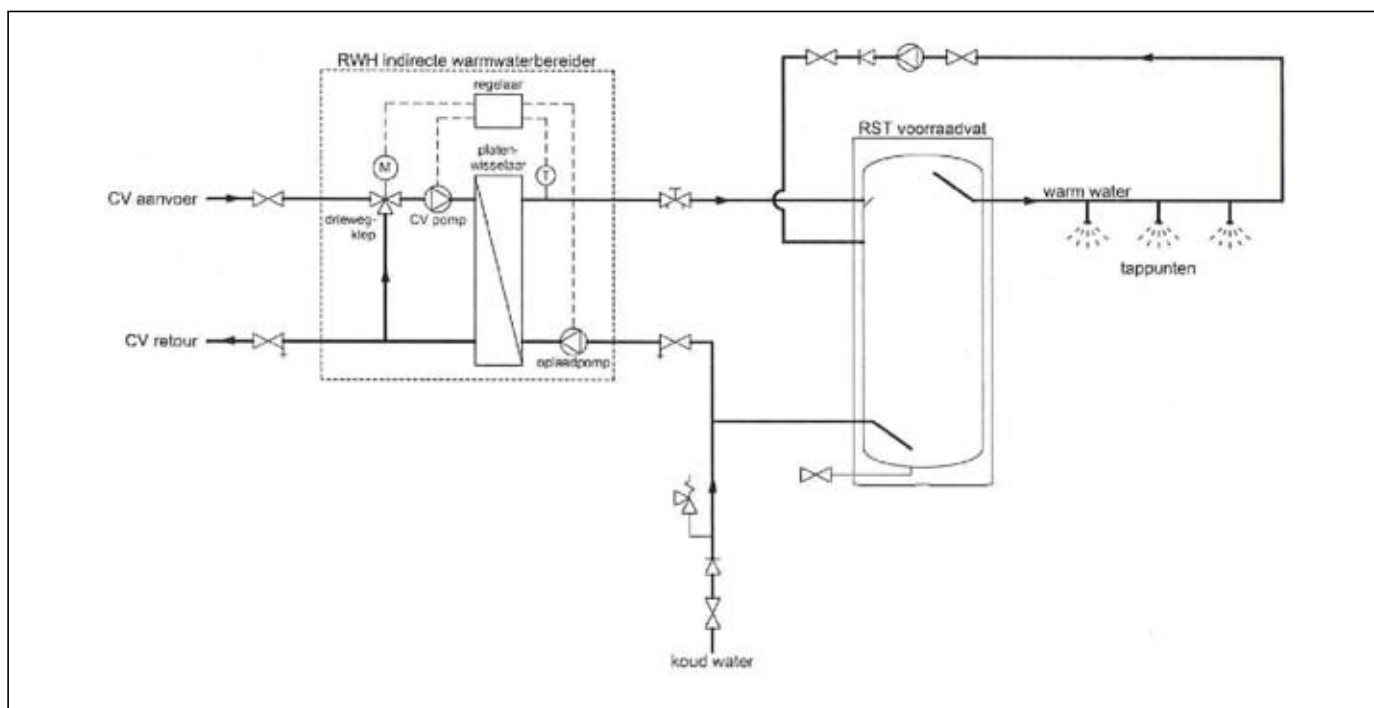 RWH indirecte warmwaterbereider
regelaar
platen-
wisselaar
M
T
CV aanvoer
drieweg-
klep
CV pomp
CV retour
oplaadpomp
RST voorraadvat
warm water
tappunten
koud water